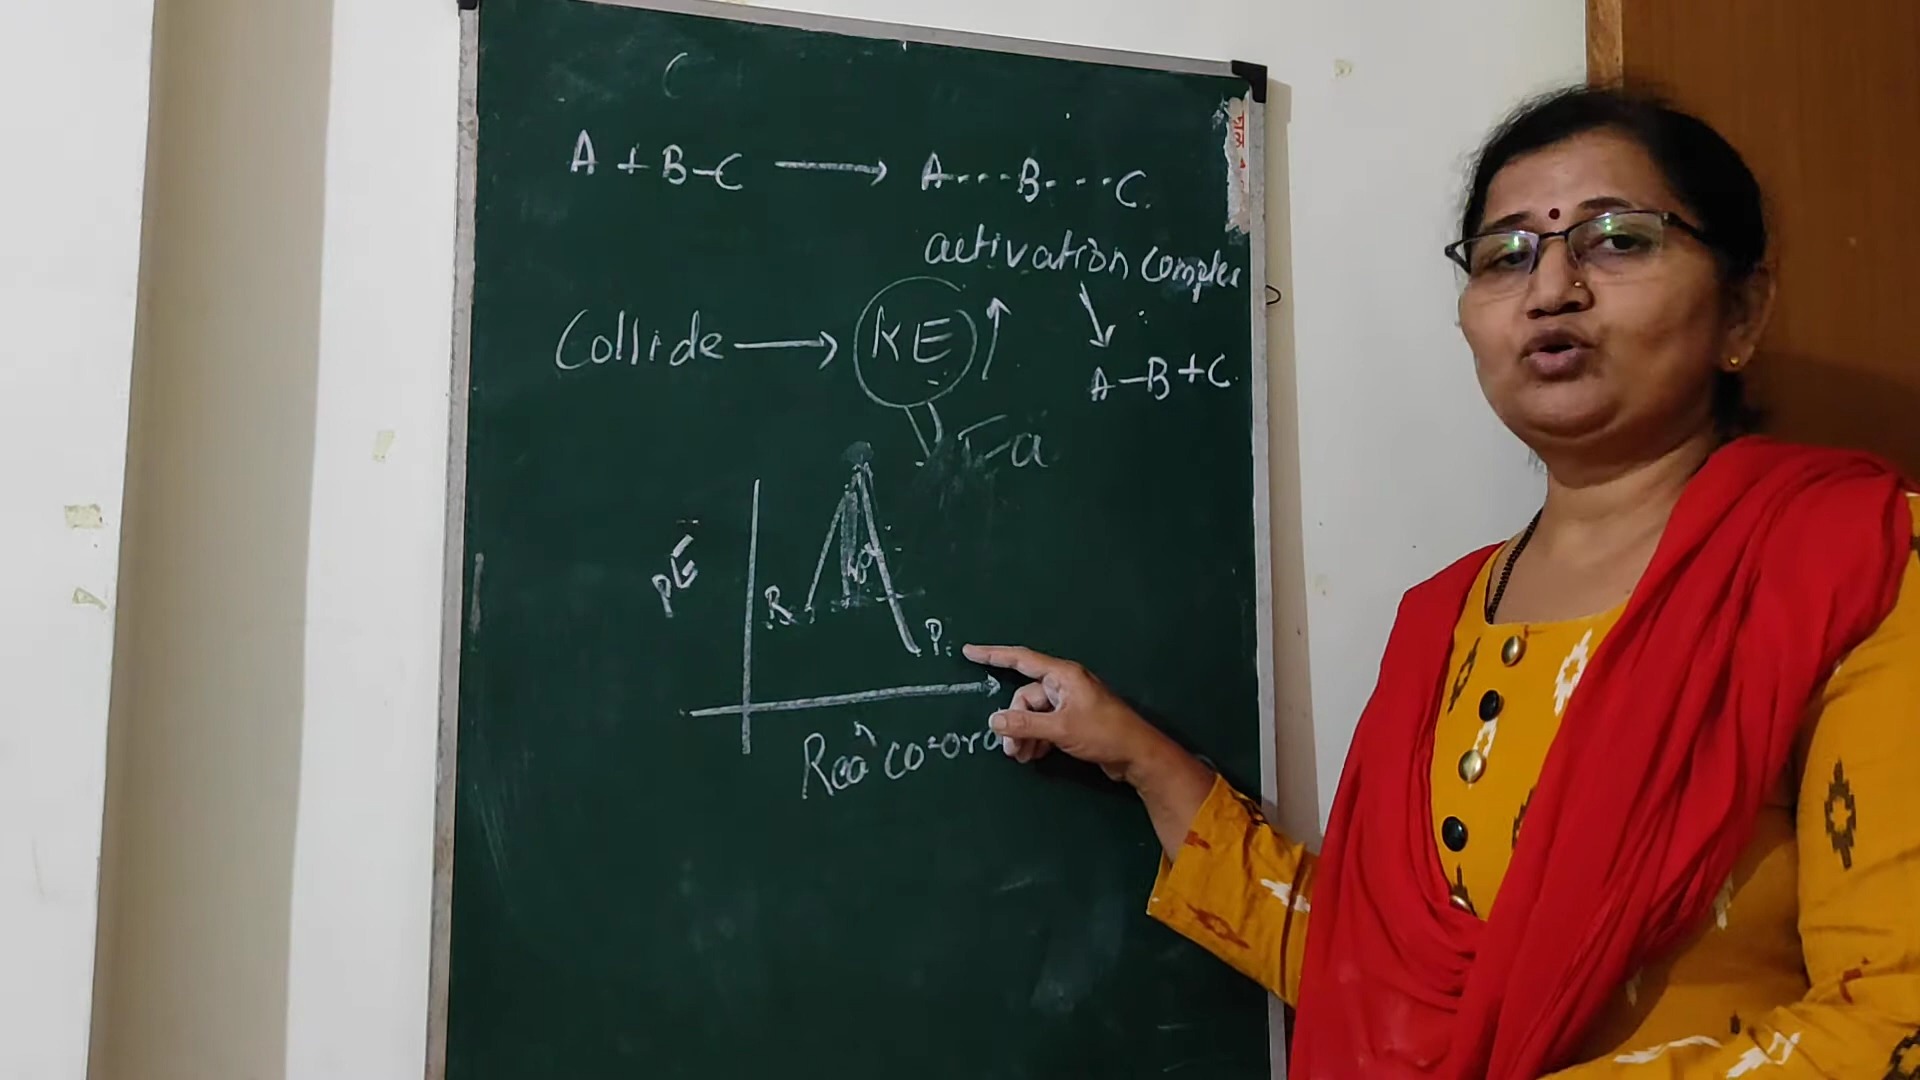 C
A + B-C → A---B---C.
activation complex
Collide → KE ↑
A-B+C.
Ea
PE
R
P.
Rea^n co-ord